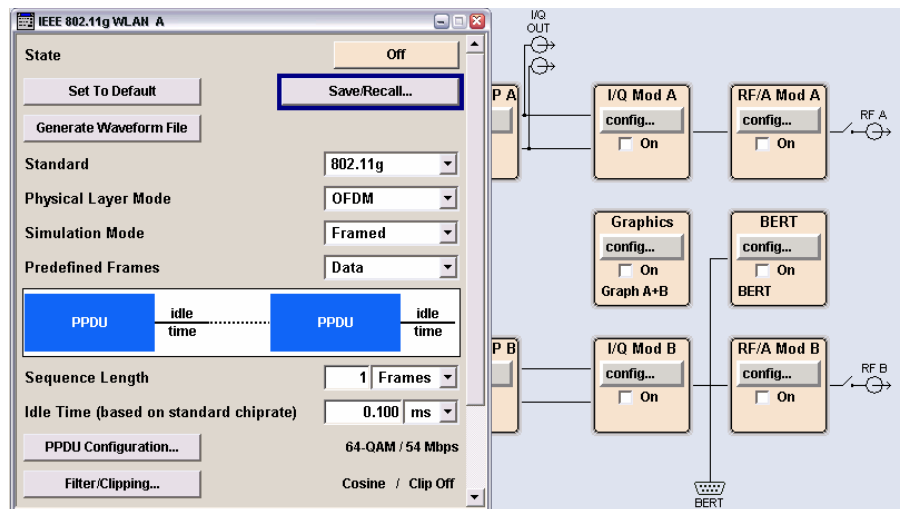 IEEE 802.11g WLAN A
State
Off
Set To Default
Save/Recall...
Generate Waveform File
Standard
802.11g
Physical Layer Mode
OFDM
Simulation Mode
Framed
Predefined Frames
Data
PPDU
idle
time
PPDU
idle
time
Sequence Length
1 Frames
Idle Time (based on standard chiprate)
0.100 ms
PPDU Configuration...
64-QAM / 54 Mbps
Filter/Clipping...
Cosine / Clip Off
I/Q
OUT
P A
I/Q Mod A
config...
On
RF/A Mod A
config...
On
RF A
Graphics
config...
On
Graph A+B
BERT
config...
On
BERT
P B
I/Q Mod B
config...
On
RF/A Mod B
config...
On
RF B
BERT